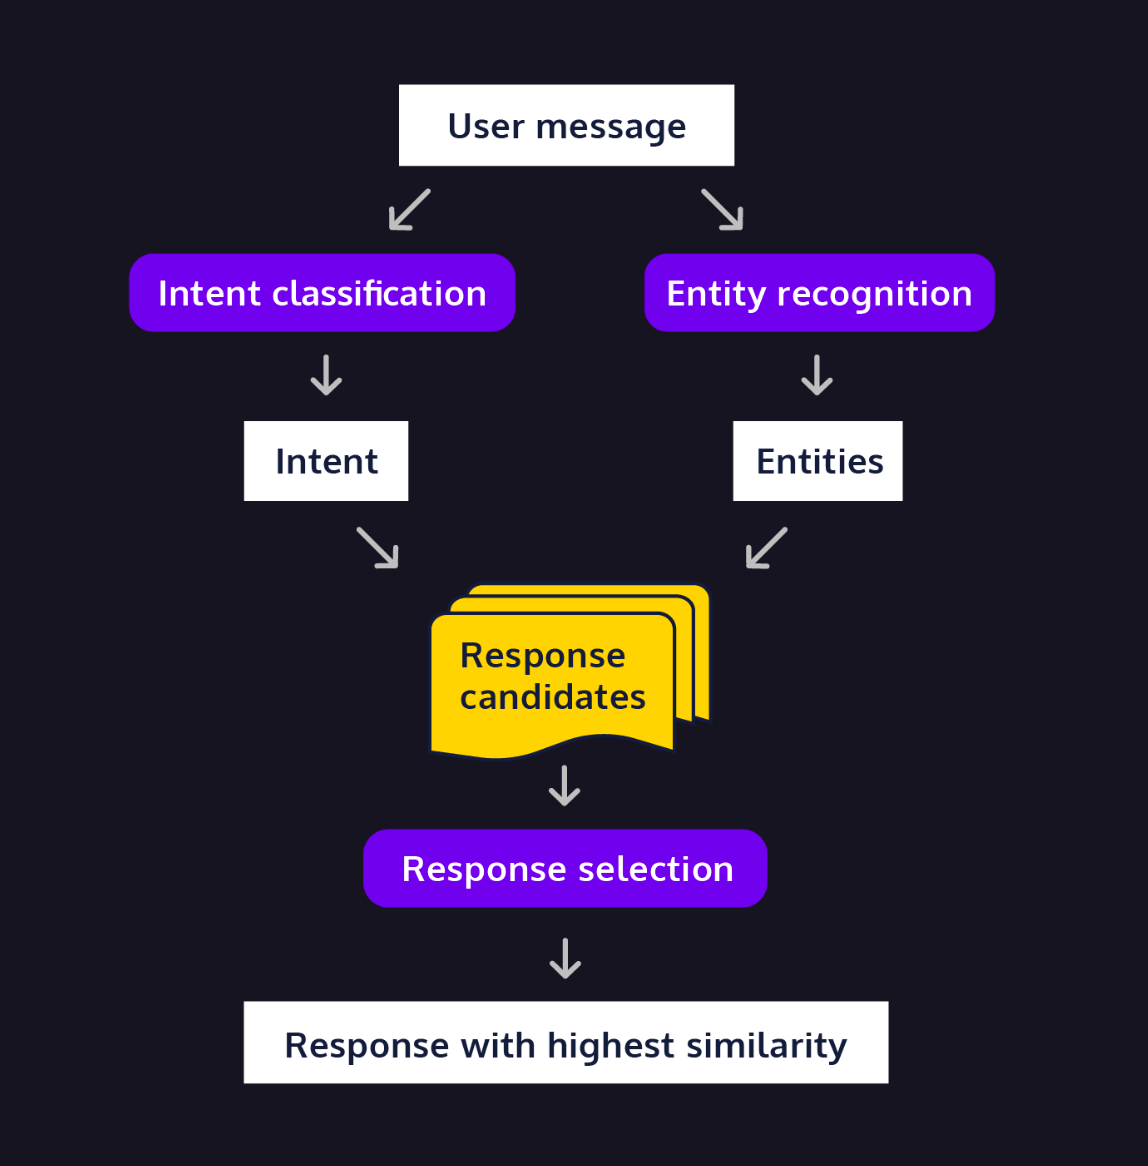 User message
Intent classification
Entity recognition
Intent
Entities
Response
candidates
Response selection
Response with highest similarity